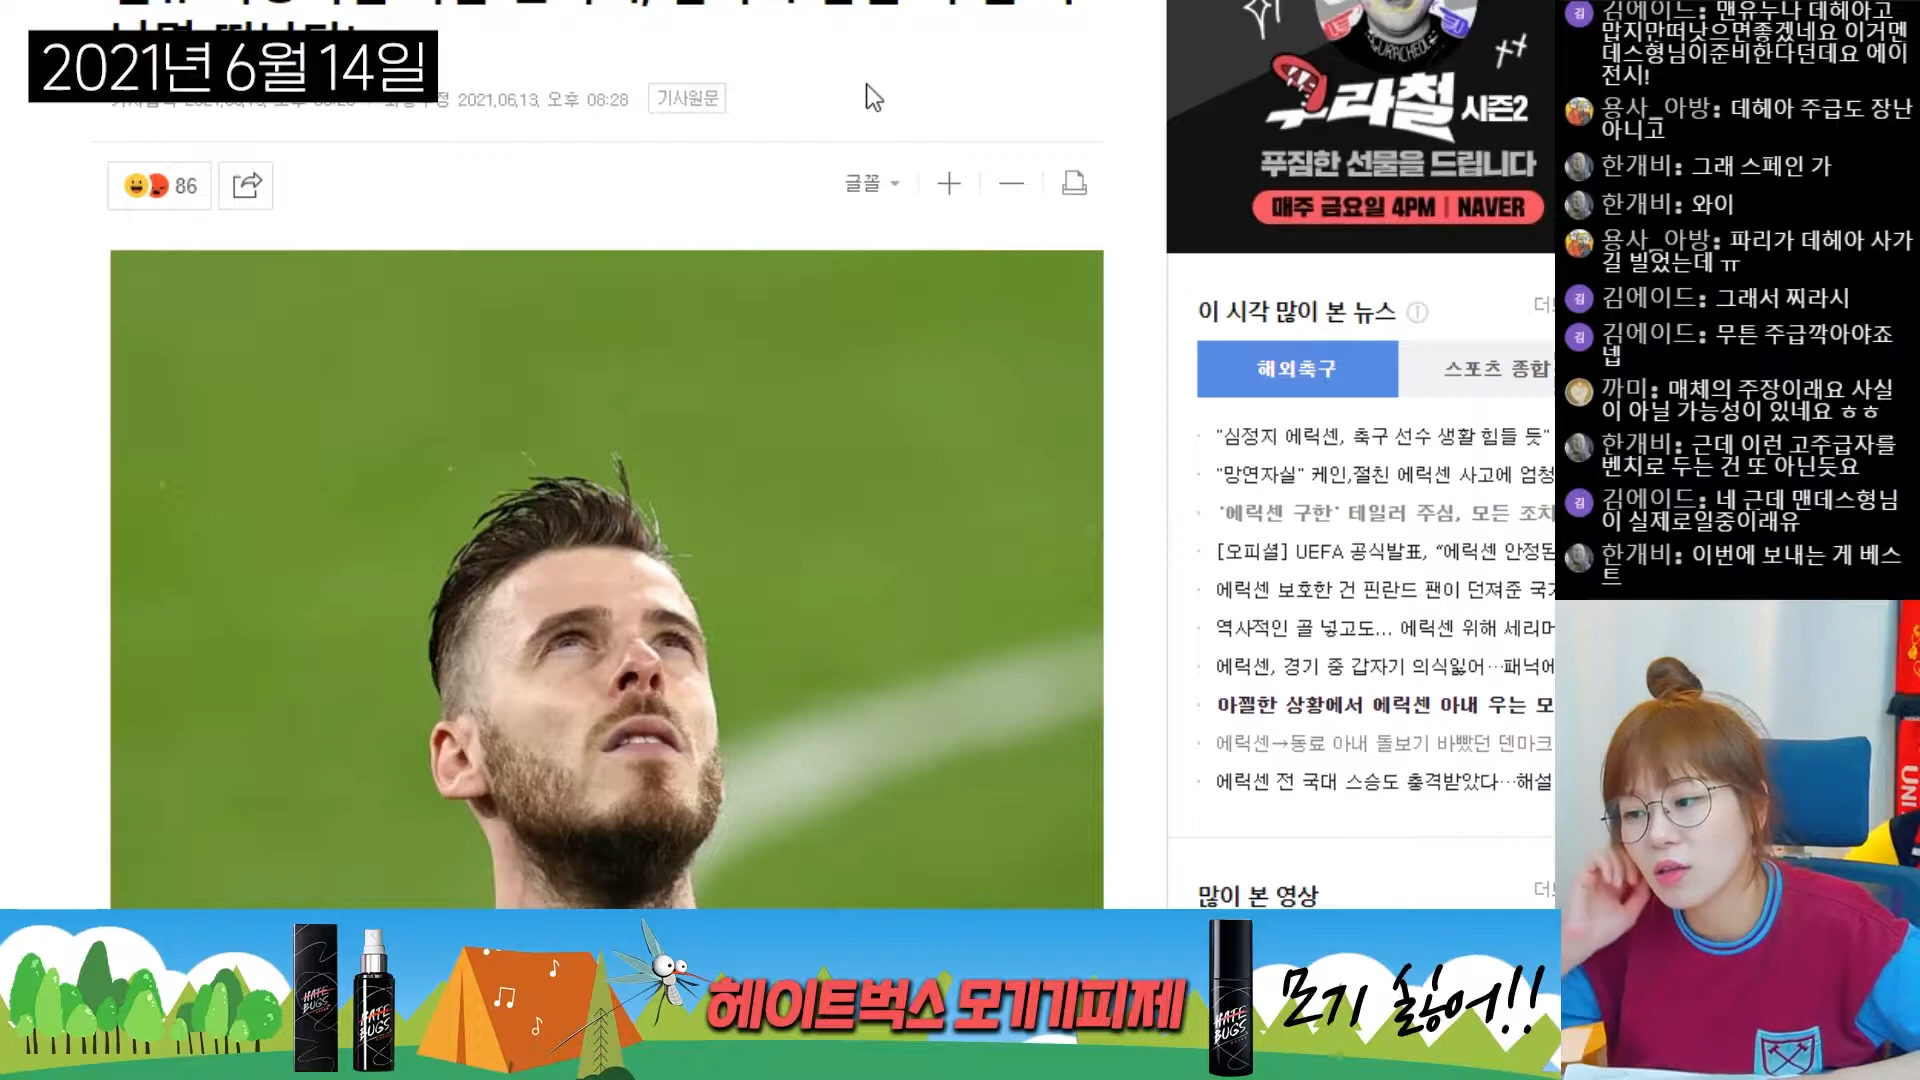 2021년 6월 14일
2021.06.13. 오후 08:28
기사원문
86
글꼴
GURACHEOL
구라철 시즌2
푸짐한 선물을 드립니다
매주 금요일 4PM | NAVER
이 시각 많이 본 뉴스
해외축구
스포츠 종합
"심정지 에릭센, 축구 선수 생활 힘들 듯"
"망연자실" 케인,절친 에릭센 사고에 엄청
'에릭센 구한' 테일러 주심, 모든 조치
[오피셜] UEFA 공식발표, “에릭센 안정된
에릭센 보호한 건 핀란드 팬이 던져준 국기
역사적인 골 넣고도... 에릭센 위해 세리머
에릭센, 경기 중 갑자기 의식잃어…패닉에
아찔한 상황에서 에릭센 아내 우는 모
에릭센→동료 아내 돌보기 바빴던 덴마크
에릭센 전 국대 스승도 충격받았다…해설
많이 본 영상
김에이드: 맨유누나 데헤아고
맙지만떠낫으면좋겠네요 이거멘
데스형님이준비한다던데요 에이
전시!
용사_아방: 데헤아 주급도 장난
아니고
한개비: 그래 스페인 가
한개비: 와이
용사_아방: 파리가 데헤아 사가
길 빌었는데 ㅠ
김에이드: 그래서 찌라시
김에이드: 무튼 주급깍아야죠
넵
까미: 매체의 주장이래요 사실
이 아닐 가능성이 있네요 ㅎㅎ
한개비: 근데 이런 고주급자를
벤치로 두는 건 또 아닌듯요
김에이드: 네 근데 맨데스형님
이 실제로일중이래유
한개비: 이번에 보내는 게 베스
트
UNI
HATE
BUGS
HATE
BUGS
헤이트벅스 모기기피제
HATE
BUGS
모기 싫어!!